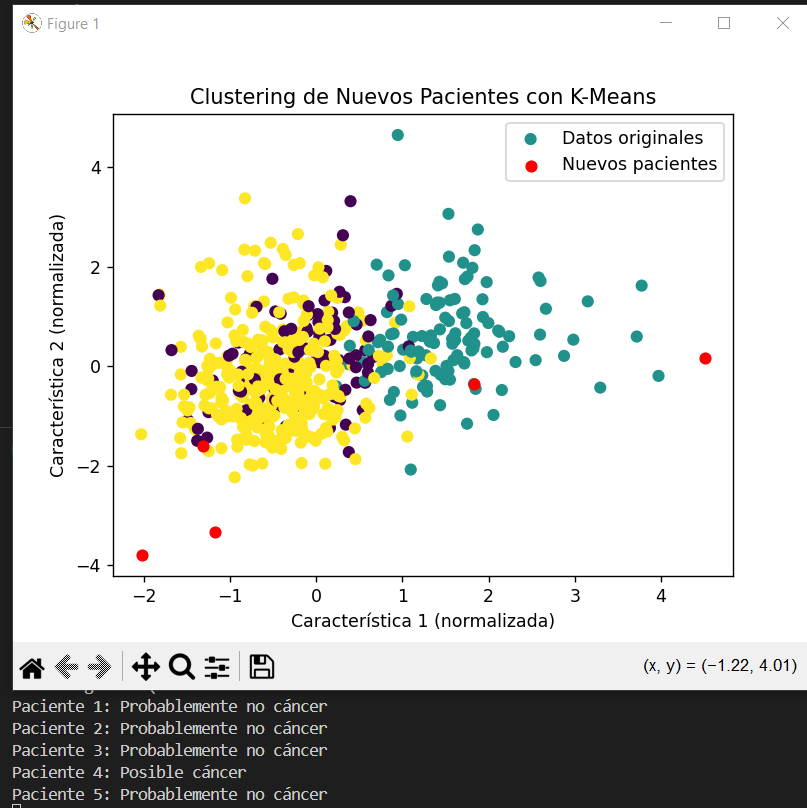 Figure 1
Clustering de Nuevos Pacientes con K-Means
Datos originales
Nuevos pacientes
Característica 2 (normalizada)
4
2
0
−2
−4
−2
−1
0
1
2
3
4
Característica 1 (normalizada)
(x, y) = (−1.22, 4.01)
Paciente 1: Probablemente no cáncer
Paciente 2: Probablemente no cáncer
Paciente 3: Probablemente no cáncer
Paciente 4: Posible cáncer
Paciente 5: Probablemente no cáncer